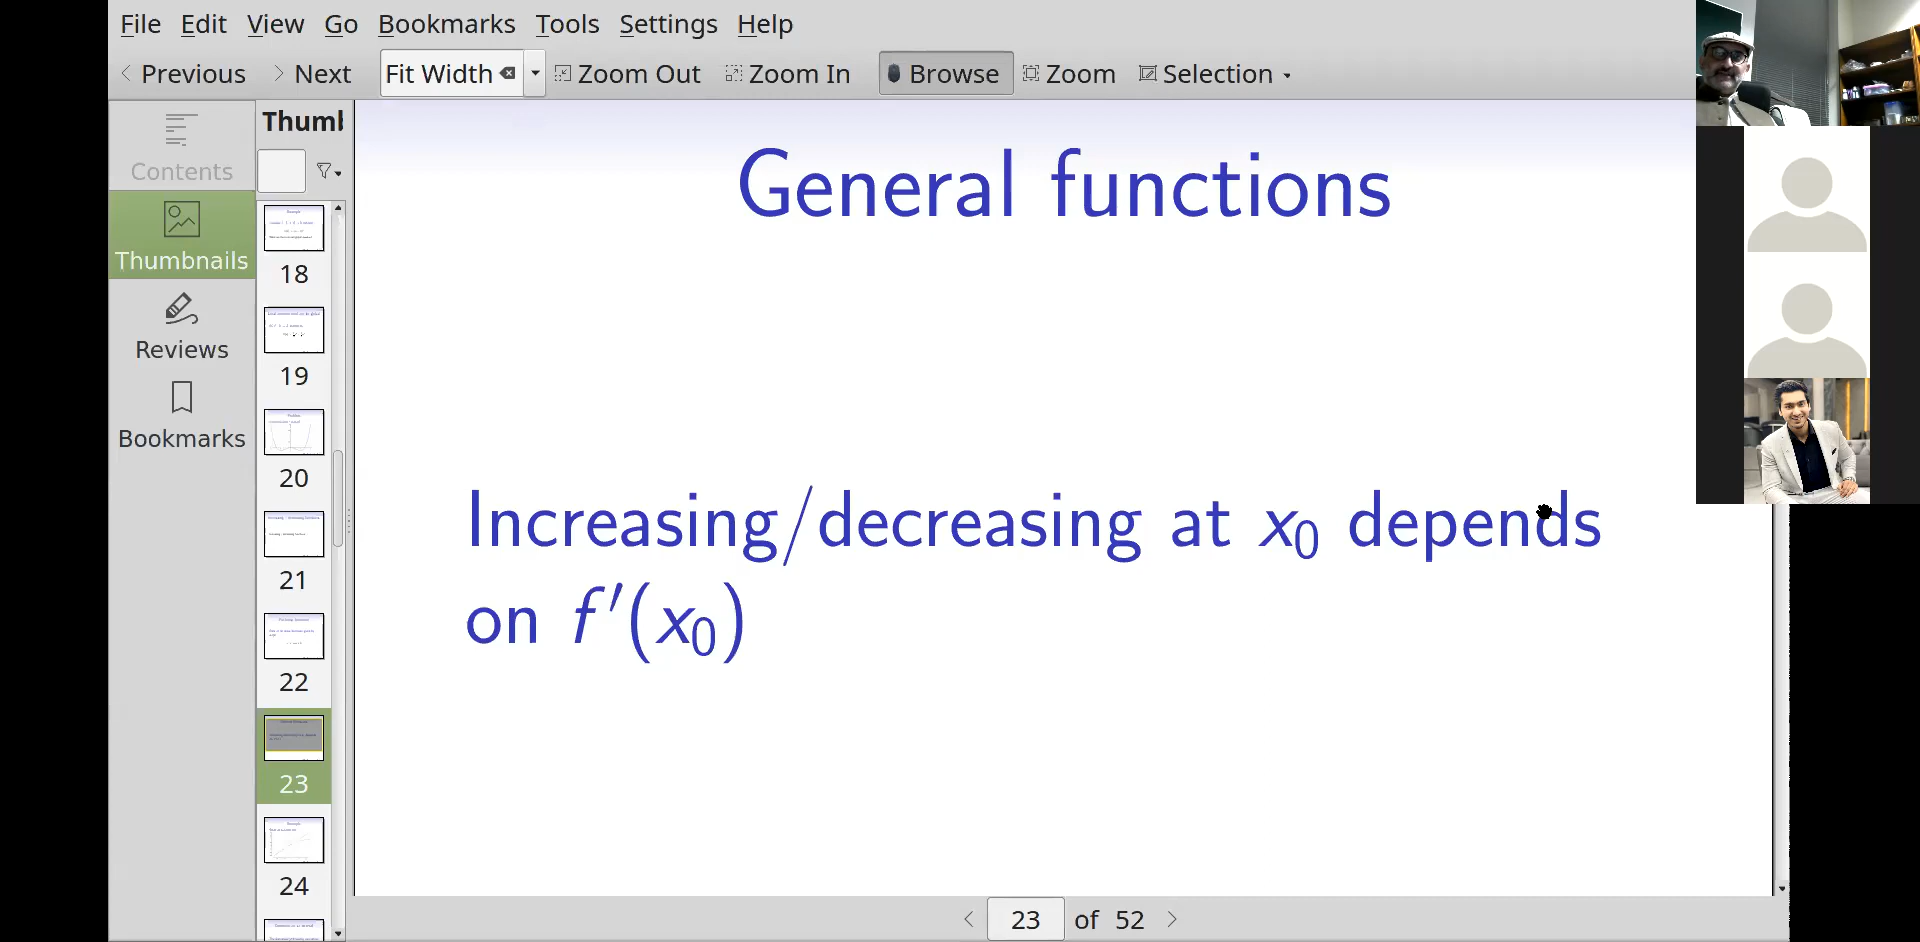 File Edit View Go Bookmarks Tools Settings Help
Previous Next Fit Width Zoom Out Zoom In Browse Zoom Selection
Contents
Thumbnails
Reviews
Bookmarks
Thumb
18
19
20
21
22
23
24
General functions
Increasing/decreasing at x₀ depends
on f′(x₀)
23 of 52